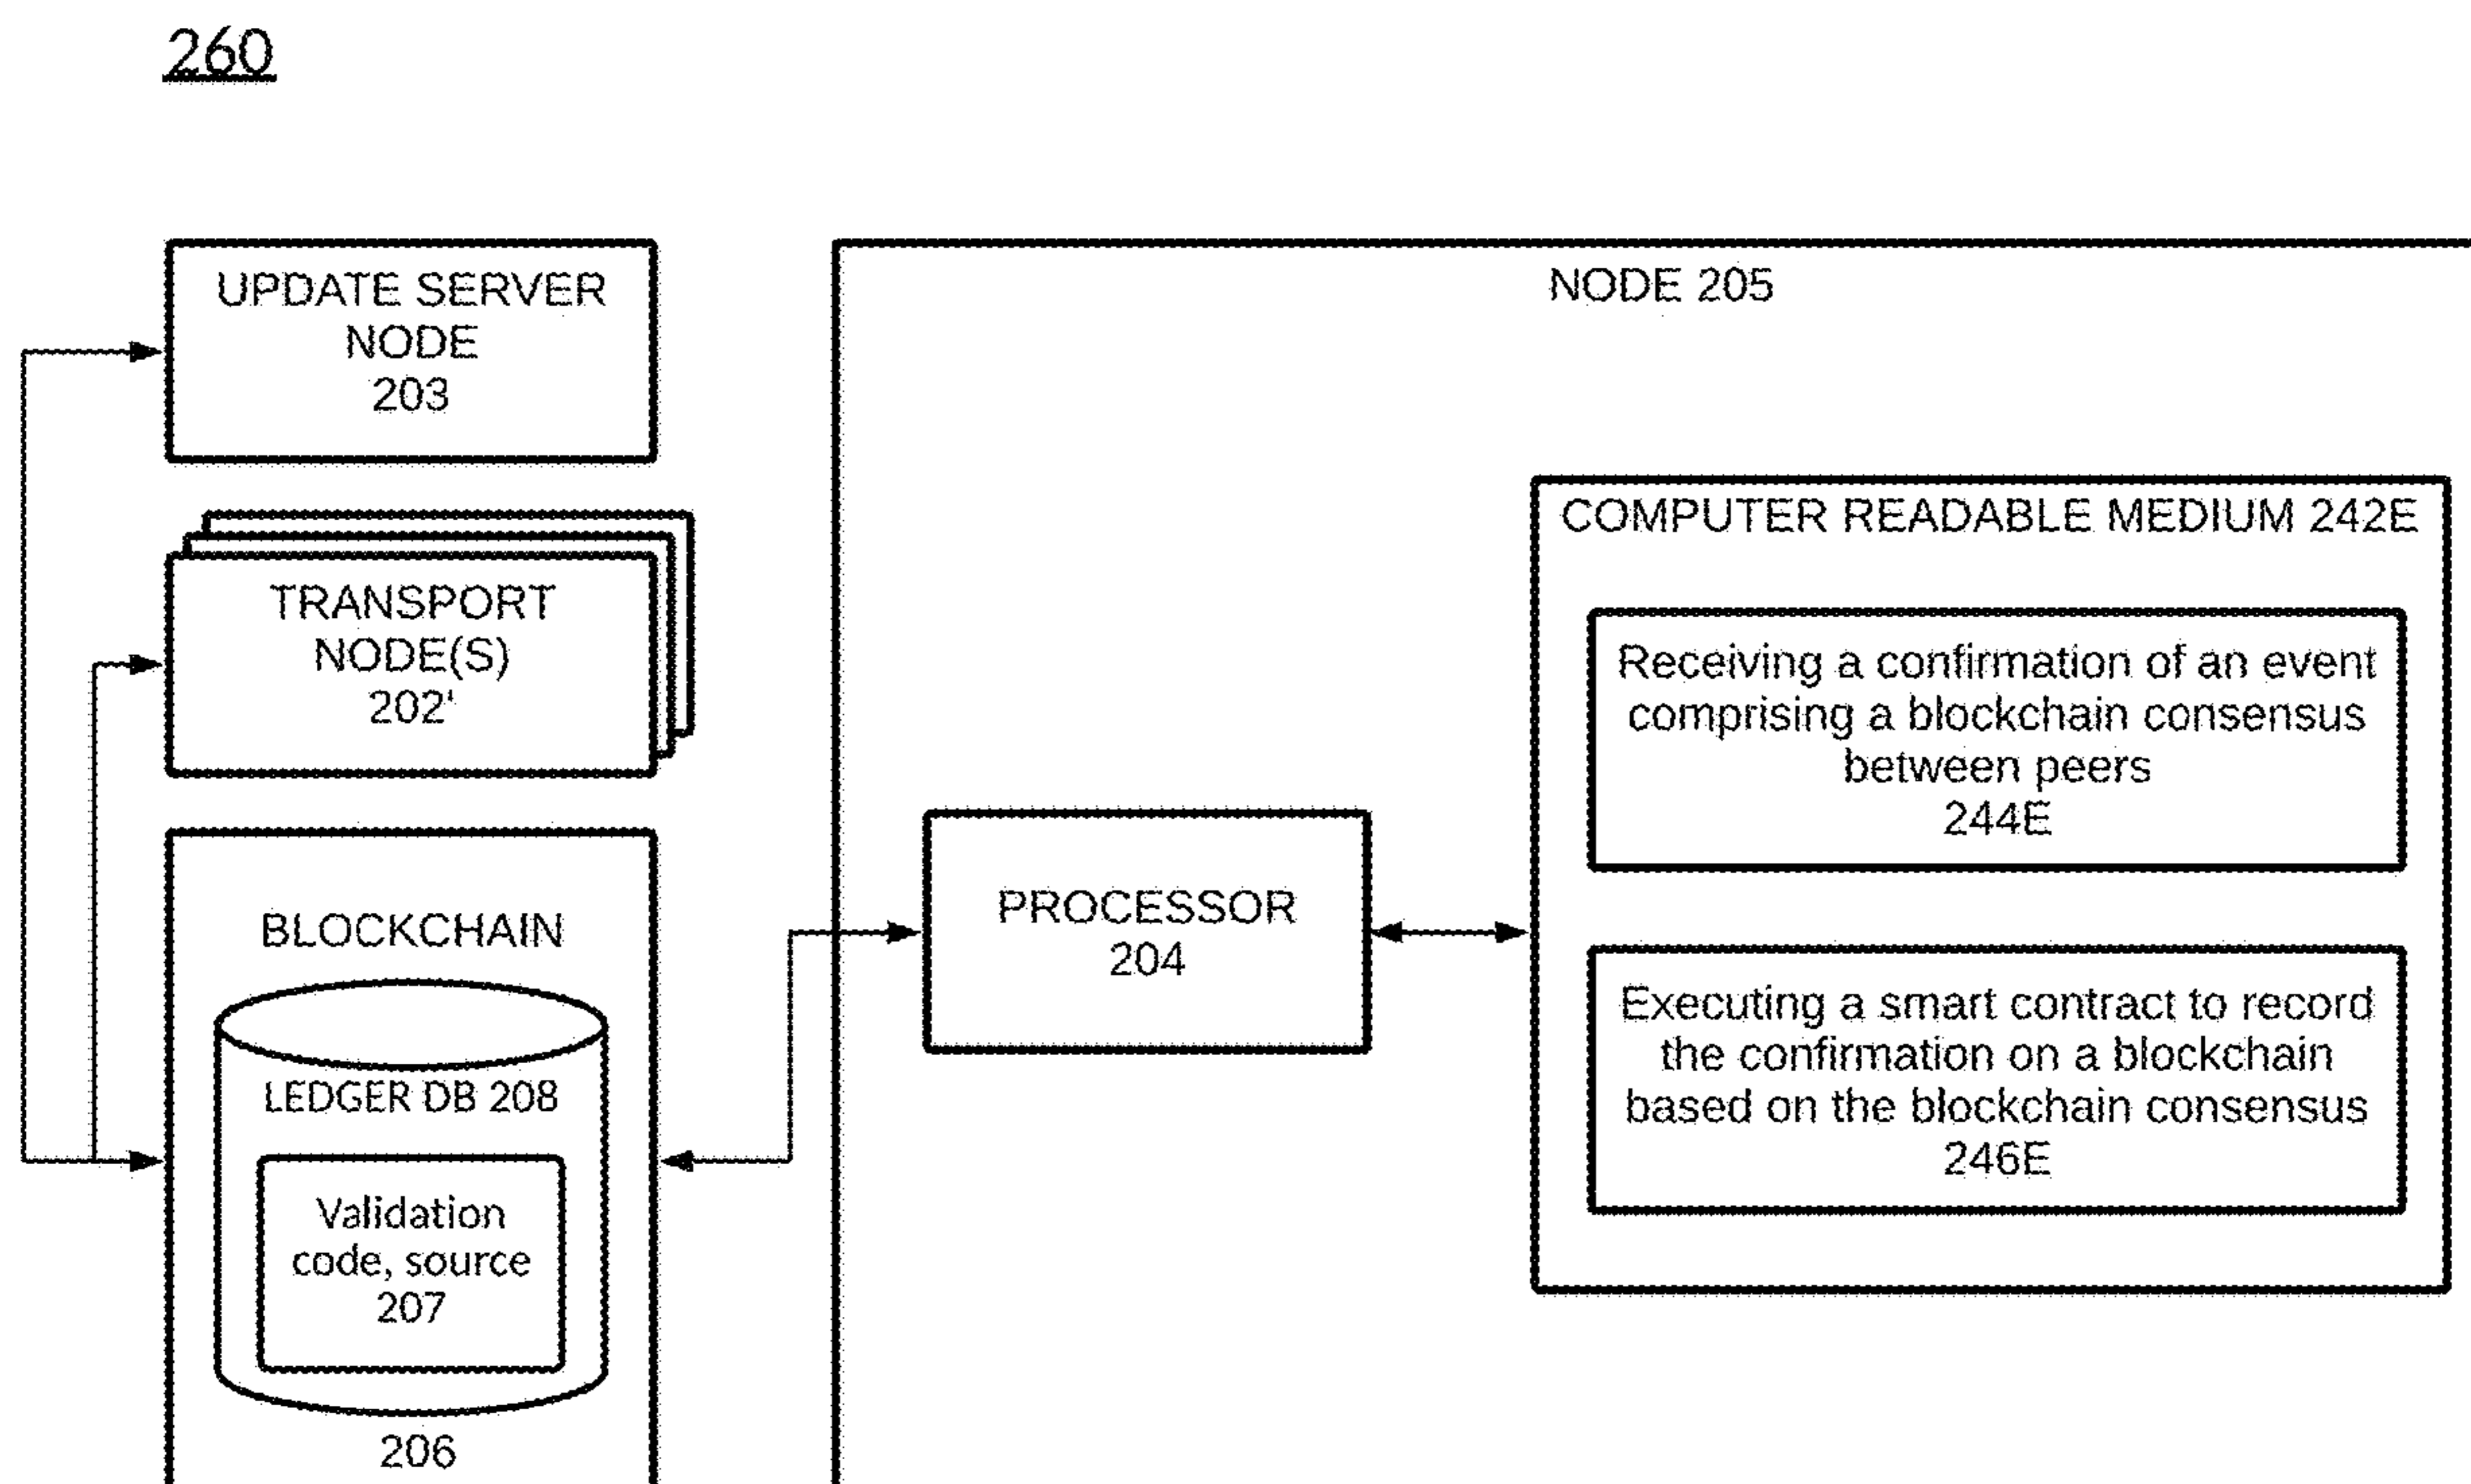 260
UPDATE SERVER
NODE
203
TRANSPORT
NODE(S)
202'
BLOCKCHAIN
LEDGER DB 208
Validation
code, source
207
206
NODE 205
PROCESSOR
204
COMPUTER READABLE MEDIUM 242E
Receiving a confirmation of an event
comprising a blockchain consensus
between peers
244E
Executing a smart contract to record
the confirmation on a blockchain
based on the blockchain consensus
246E